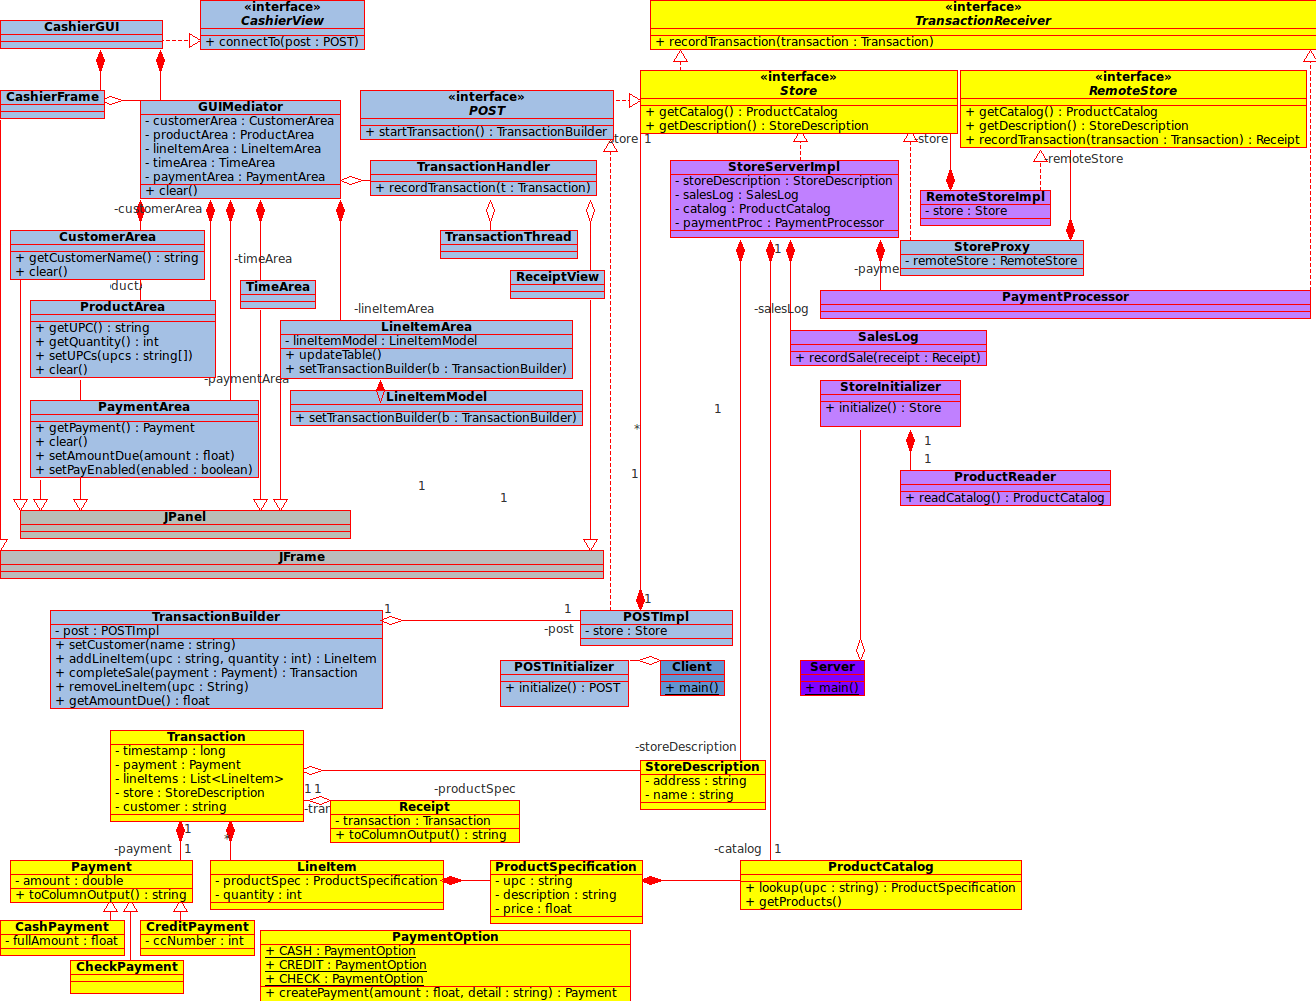 CashierGUI
«interface»
CashierView
+ connectTo(post : POST)
«interface»
TransactionReceiver
+ recordTransaction(transaction : Transaction)
CashierFrame
GUIMediator
- customerArea : CustomerArea
- productArea : ProductArea
- lineItemArea : LineItemArea
- timeArea : TimeArea
- paymentArea : PaymentArea
+ clear()
«interface»
POST
+ startTransaction() : TransactionBuilder
«interface»
Store
+ getCatalog() : ProductCatalog
+ getDescription() : StoreDescription
«interface»
RemoteStore
+ getCatalog() : ProductCatalog
+ getDescription() : StoreDescription
+ recordTransaction(transaction : Transaction) : Receipt
store 1
-store
-remoteStore
TransactionHandler
+ recordTransaction(t : Transaction)
StoreServerImpl
- storeDescription : StoreDescription
- salesLog : SalesLog
- catalog : ProductCatalog
- paymentProc : PaymentProcessor
RemoteStoreImpl
- store : Store
-customerArea
CustomerArea
+ getCustomerName() : string
+ clear()
TransactionThread
StoreProxy
- remoteStore : RemoteStore
1
-timeArea
-payme
ReceiptView
TimeArea
PaymentProcessor
ProductArea
+ getUPC() : string
+ getQuantity() : int
+ setUPCs(upcs : string[])
+ clear()
-lineItemArea
-salesLog
LineItemArea
- lineItemModel : LineItemModel
+ updateTable()
+ setTransactionBuilder(b : TransactionBuilder)
SalesLog
+ recordSale(receipt : Receipt)
-paymentArea
LineItemModel
+ setTransactionBuilder(b : TransactionBuilder)
StoreInitializer
+ initialize() : Store
PaymentArea
+ getPayment() : Payment
+ clear()
+ setAmountDue(amount : float)
+ setPayEnabled(enabled : boolean)
1
*
1
1
1
1
1
ProductReader
+ readCatalog() : ProductCatalog
JPanel
JFrame
TransactionBuilder
- post : POSTImpl
+ setCustomer(name : string)
+ addLineItem(upc : string, quantity : int) : LineItem
+ completeSale(payment : Payment) : Transaction
+ removeLineItem(upc : String)
+ getAmountDue() : float
1
1
-post
1
POSTImpl
- store : Store
POSTInitializer
+ initialize() : POST
Client
+ main()
Server
+ main()
Transaction
- timestamp : long
- payment : Payment
- lineItems : List<LineItem>
- store : StoreDescription
- customer : string
-storeDescription
StoreDescription
- address : string
- name : string
1 1
-productSpec
-tran
Receipt
- transaction : Transaction
+ toColumnOutput() : string
1
*
-payment
1
-catalog
1
Payment
- amount : double
+ toColumnOutput() : string
LineItem
- productSpec : ProductSpecification
- quantity : int
ProductSpecification
- upc : string
- description : string
- price : float
ProductCatalog
+ lookup(upc : string) : ProductSpecification
+ getProducts()
CashPayment
- fullAmount : float
CreditPayment
- ccNumber : int
CheckPayment
PaymentOption
+ CASH : PaymentOption
+ CREDIT : PaymentOption
+ CHECK : PaymentOption
+ createPayment(amount : float, detail : string) : Payment